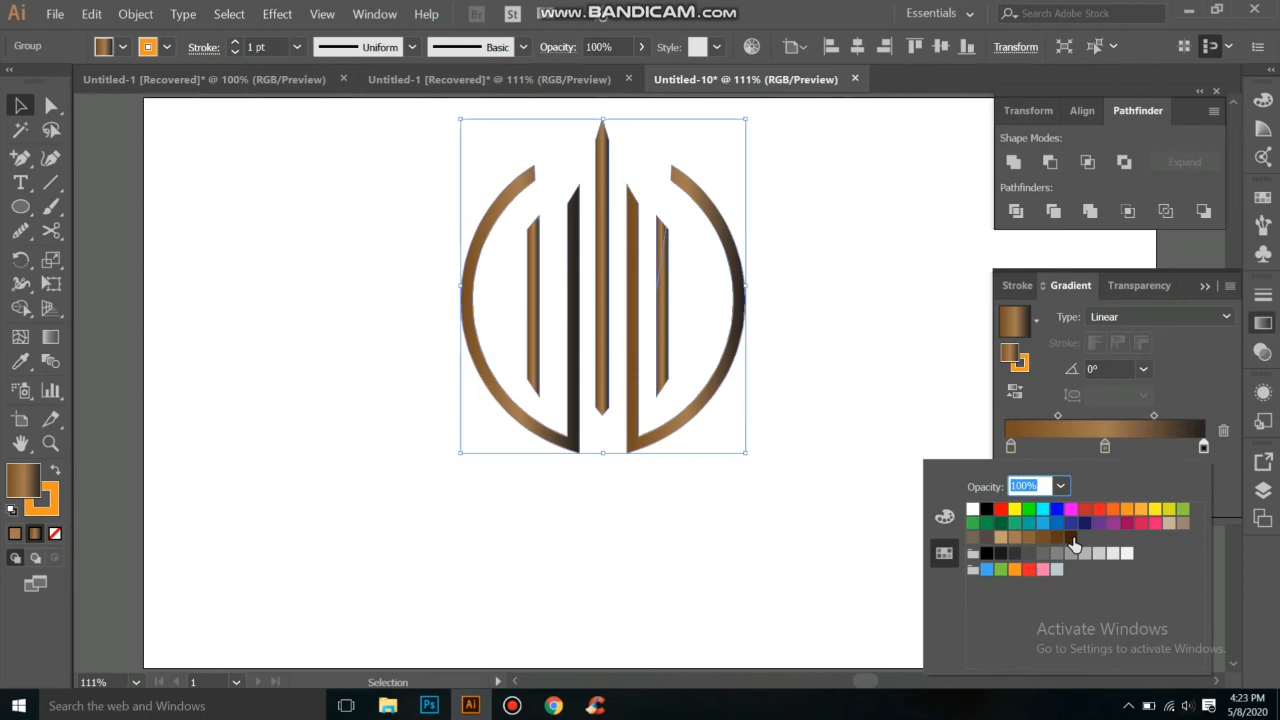 Ai File Edit Object Type Select Effect View Window Help Br St www.BANDICAM.com Essentials Search Adobe Stock
Group Stroke: 1 pt Uniform Basic Opacity: 100% Style: Transform
Untitled-1 [Recovered]* @ 100% (RGB/Preview) Untitled-1 [Recovered]* @ 111% (RGB/Preview) Untitled-10* @ 111% (RGB/Preview)
Transform Align Pathfinder
Shape Modes:
Expand
Pathfinders:
Stroke Gradient Transparency
Type: Linear
Stroke:
0°
Opacity: 100%
Activate Windows
Go to Settings to activate Windows.
111% 1 Selection
Search the web and Windows Ps Ai 4:23 PM
5/8/2020